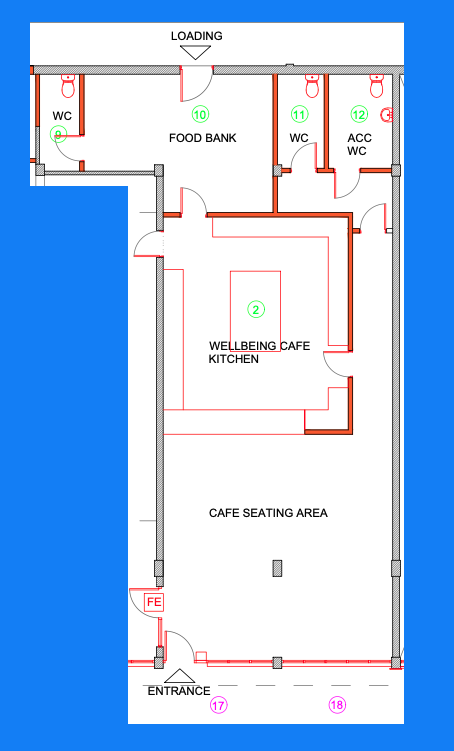 LOADING
WC
9
10
FOOD BANK
11
WC
12
ACC
WC
2
WELLBEING CAFE
KITCHEN
CAFE SEATING AREA
FE
ENTRANCE
17
18